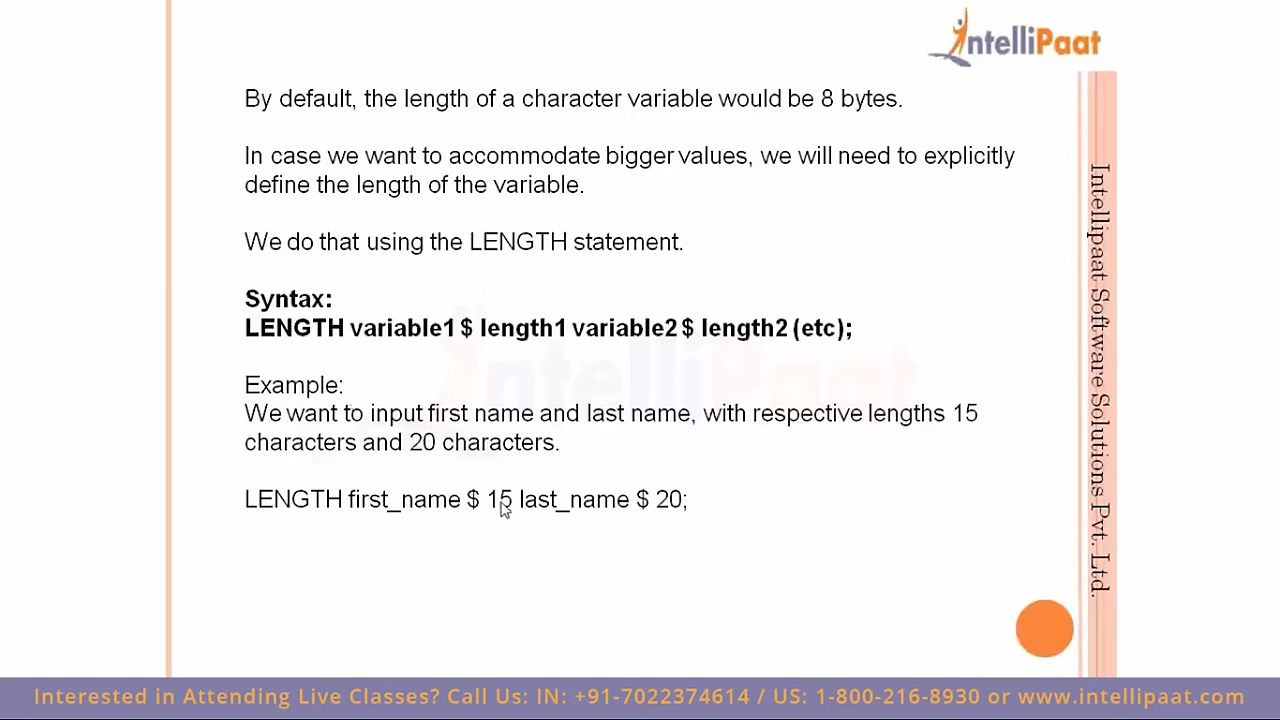 IntelliPaat
By default, the length of a character variable would be 8 bytes.
In case we want to accommodate bigger values, we will need to explicitly
define the length of the variable.
We do that using the LENGTH statement.
Syntax:
LENGTH variable1 $ length1 variable2 $ length2 (etc);
Example:
We want to input first name and last name, with respective lengths 15
characters and 20 characters.
LENGTH first_name $ 15 last_name $ 20;
Intellipaat Software Solutions Pvt. Ltd.
IntelliPaat
Interested in Attending Live Classes? Call Us: IN: +91-7022374614 / US: 1-800-216-8930 or www.intellipaat.com